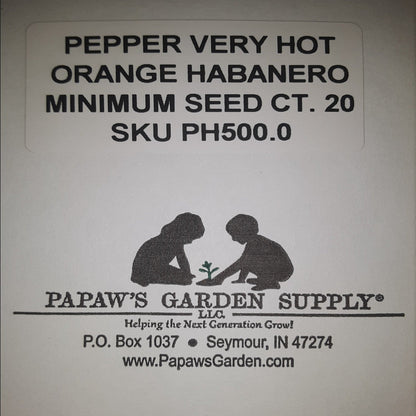 PEPPER VERY HOT
ORANGE HABANERO
MINIMUM SEED CT. 20
SKU PH500.0
PAPAW'S GARDEN SUPPLY®
LLC.
Helping the Next Generation Grow!
P.O. Box 1037 ● Seymour, IN 47274
www.PapawsGarden.com